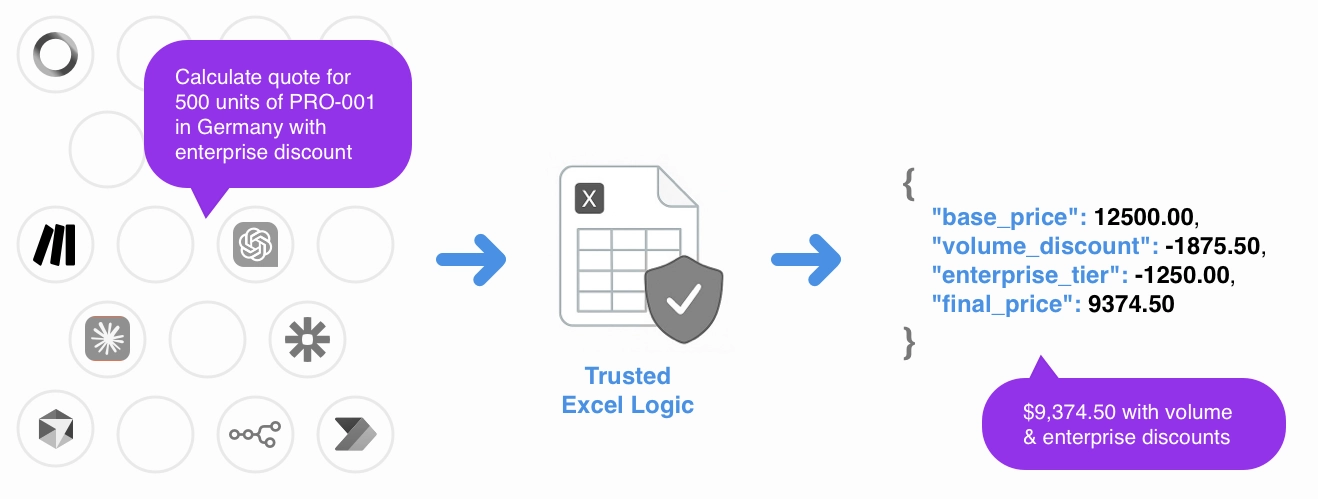 Calculate quote for
500 units of PRO-001
in Germany with
enterprise discount
X
Trusted
Excel Logic
{
"base_price": 12500.00,
"volume_discount": -1875.50,
"enterprise_tier": -1250.00,
"final_price": 9374.50
}
$9,374.50 with volume
& enterprise discounts